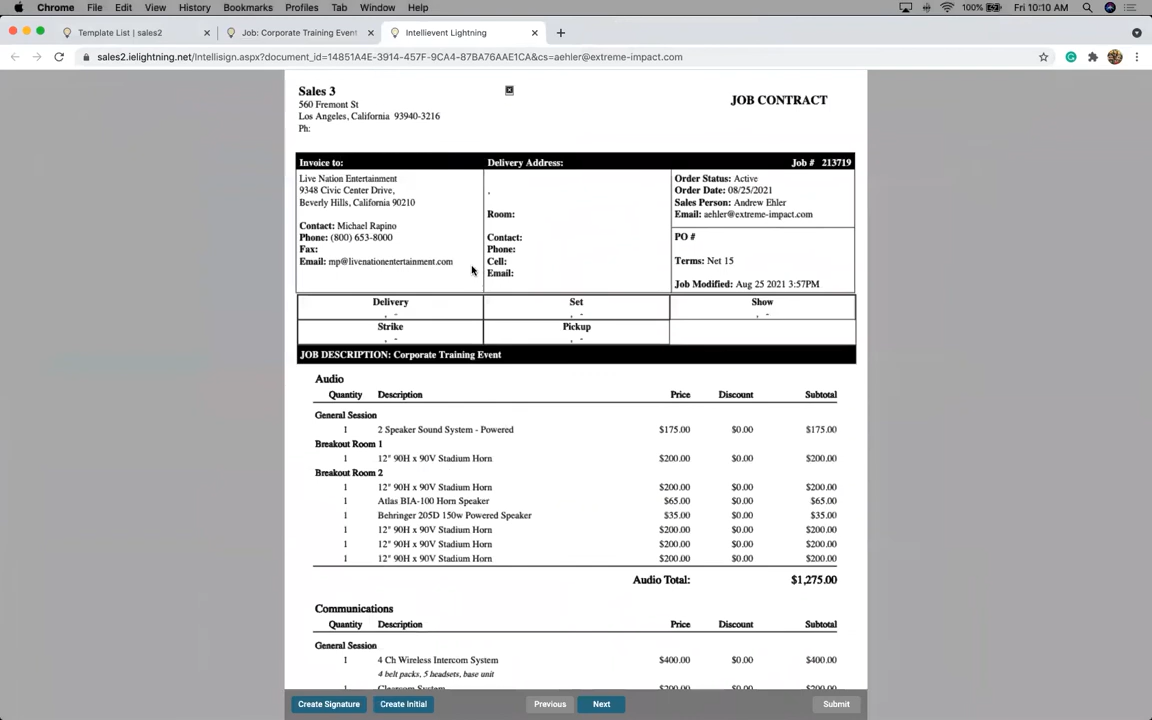 Chrome File Edit View History Bookmarks Profiles Tab Window Help 100% Fri 10:10 AM
Template List | sales2 Job: Corporate Training Event Intellievent Lightning
sales2.ielightning.net/Intellisign.aspx?document_id=14851A4E-3914-457F-9CA4-87BA76AAE1CA&cs=aehler@extreme-impact.com
Sales 3
560 Fremont St
Los Angeles, California 93940-3216
Ph:
JOB CONTRACT
Invoice to: Delivery Address: Job # 213719
Live Nation Entertainment
9348 Civic Center Drive,
Beverly Hills, California 90210
Contact: Michael Rapino
Phone: (800) 653-8000
Fax:
Email: mp@livenationentertainment.com
,
Room:
Contact:
Phone:
Cell:
Email:
Order Status: Active
Order Date: 08/25/2021
Sales Person: Andrew Ehler
Email: aehler@extreme-impact.com
PO #
Terms: Net 15
Job Modified: Aug 25 2021 3:57PM
Delivery Set Show
, - , - , -
Strike Pickup
, - , -
JOB DESCRIPTION: Corporate Training Event
Audio
Quantity Description Price Discount Subtotal
General Session
1 2 Speaker Sound System - Powered $175.00 $0.00 $175.00
Breakout Room 1
1 12" 90H x 90V Stadium Horn $200.00 $0.00 $200.00
Breakout Room 2
1 12" 90H x 90V Stadium Horn $200.00 $0.00 $200.00
1 Atlas BIA-100 Horn Speaker $65.00 $0.00 $65.00
1 Behringer 205D 150w Powered Speaker $35.00 $0.00 $35.00
1 12" 90H x 90V Stadium Horn $200.00 $0.00 $200.00
1 12" 90H x 90V Stadium Horn $200.00 $0.00 $200.00
1 12" 90H x 90V Stadium Horn $200.00 $0.00 $200.00
Audio Total: $1,275.00
Communications
Quantity Description Price Discount Subtotal
General Session
1 4 Ch Wireless Intercom System $400.00 $0.00 $400.00
4 belt packs, 5 headsets, base unit
1 Clearcom System $200.00 $0.00 $200.00
Create Signature Create Initial Previous Next Submit